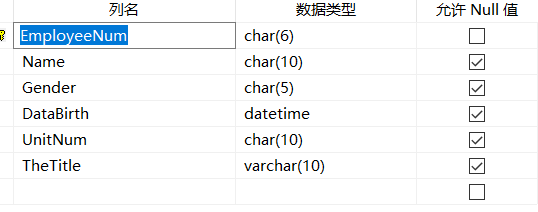 列名 数据类型 允许 Null 值
EmployeeNum char(6)
Name char(10)
Gender char(5)
DataBirth datetime
UnitNum char(10)
TheTitle varchar(10)